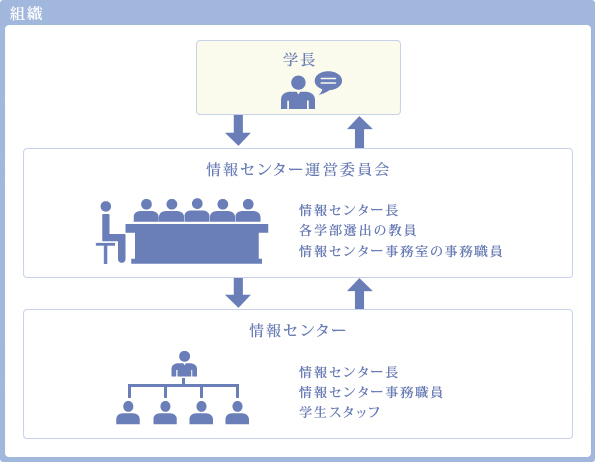 組織
学長
情報センター運営委員会
情報センター長
各学部選出の教員
情報センター事務室の事務職員
情報センター
情報センター長
情報センター事務職員
学生スタッフ